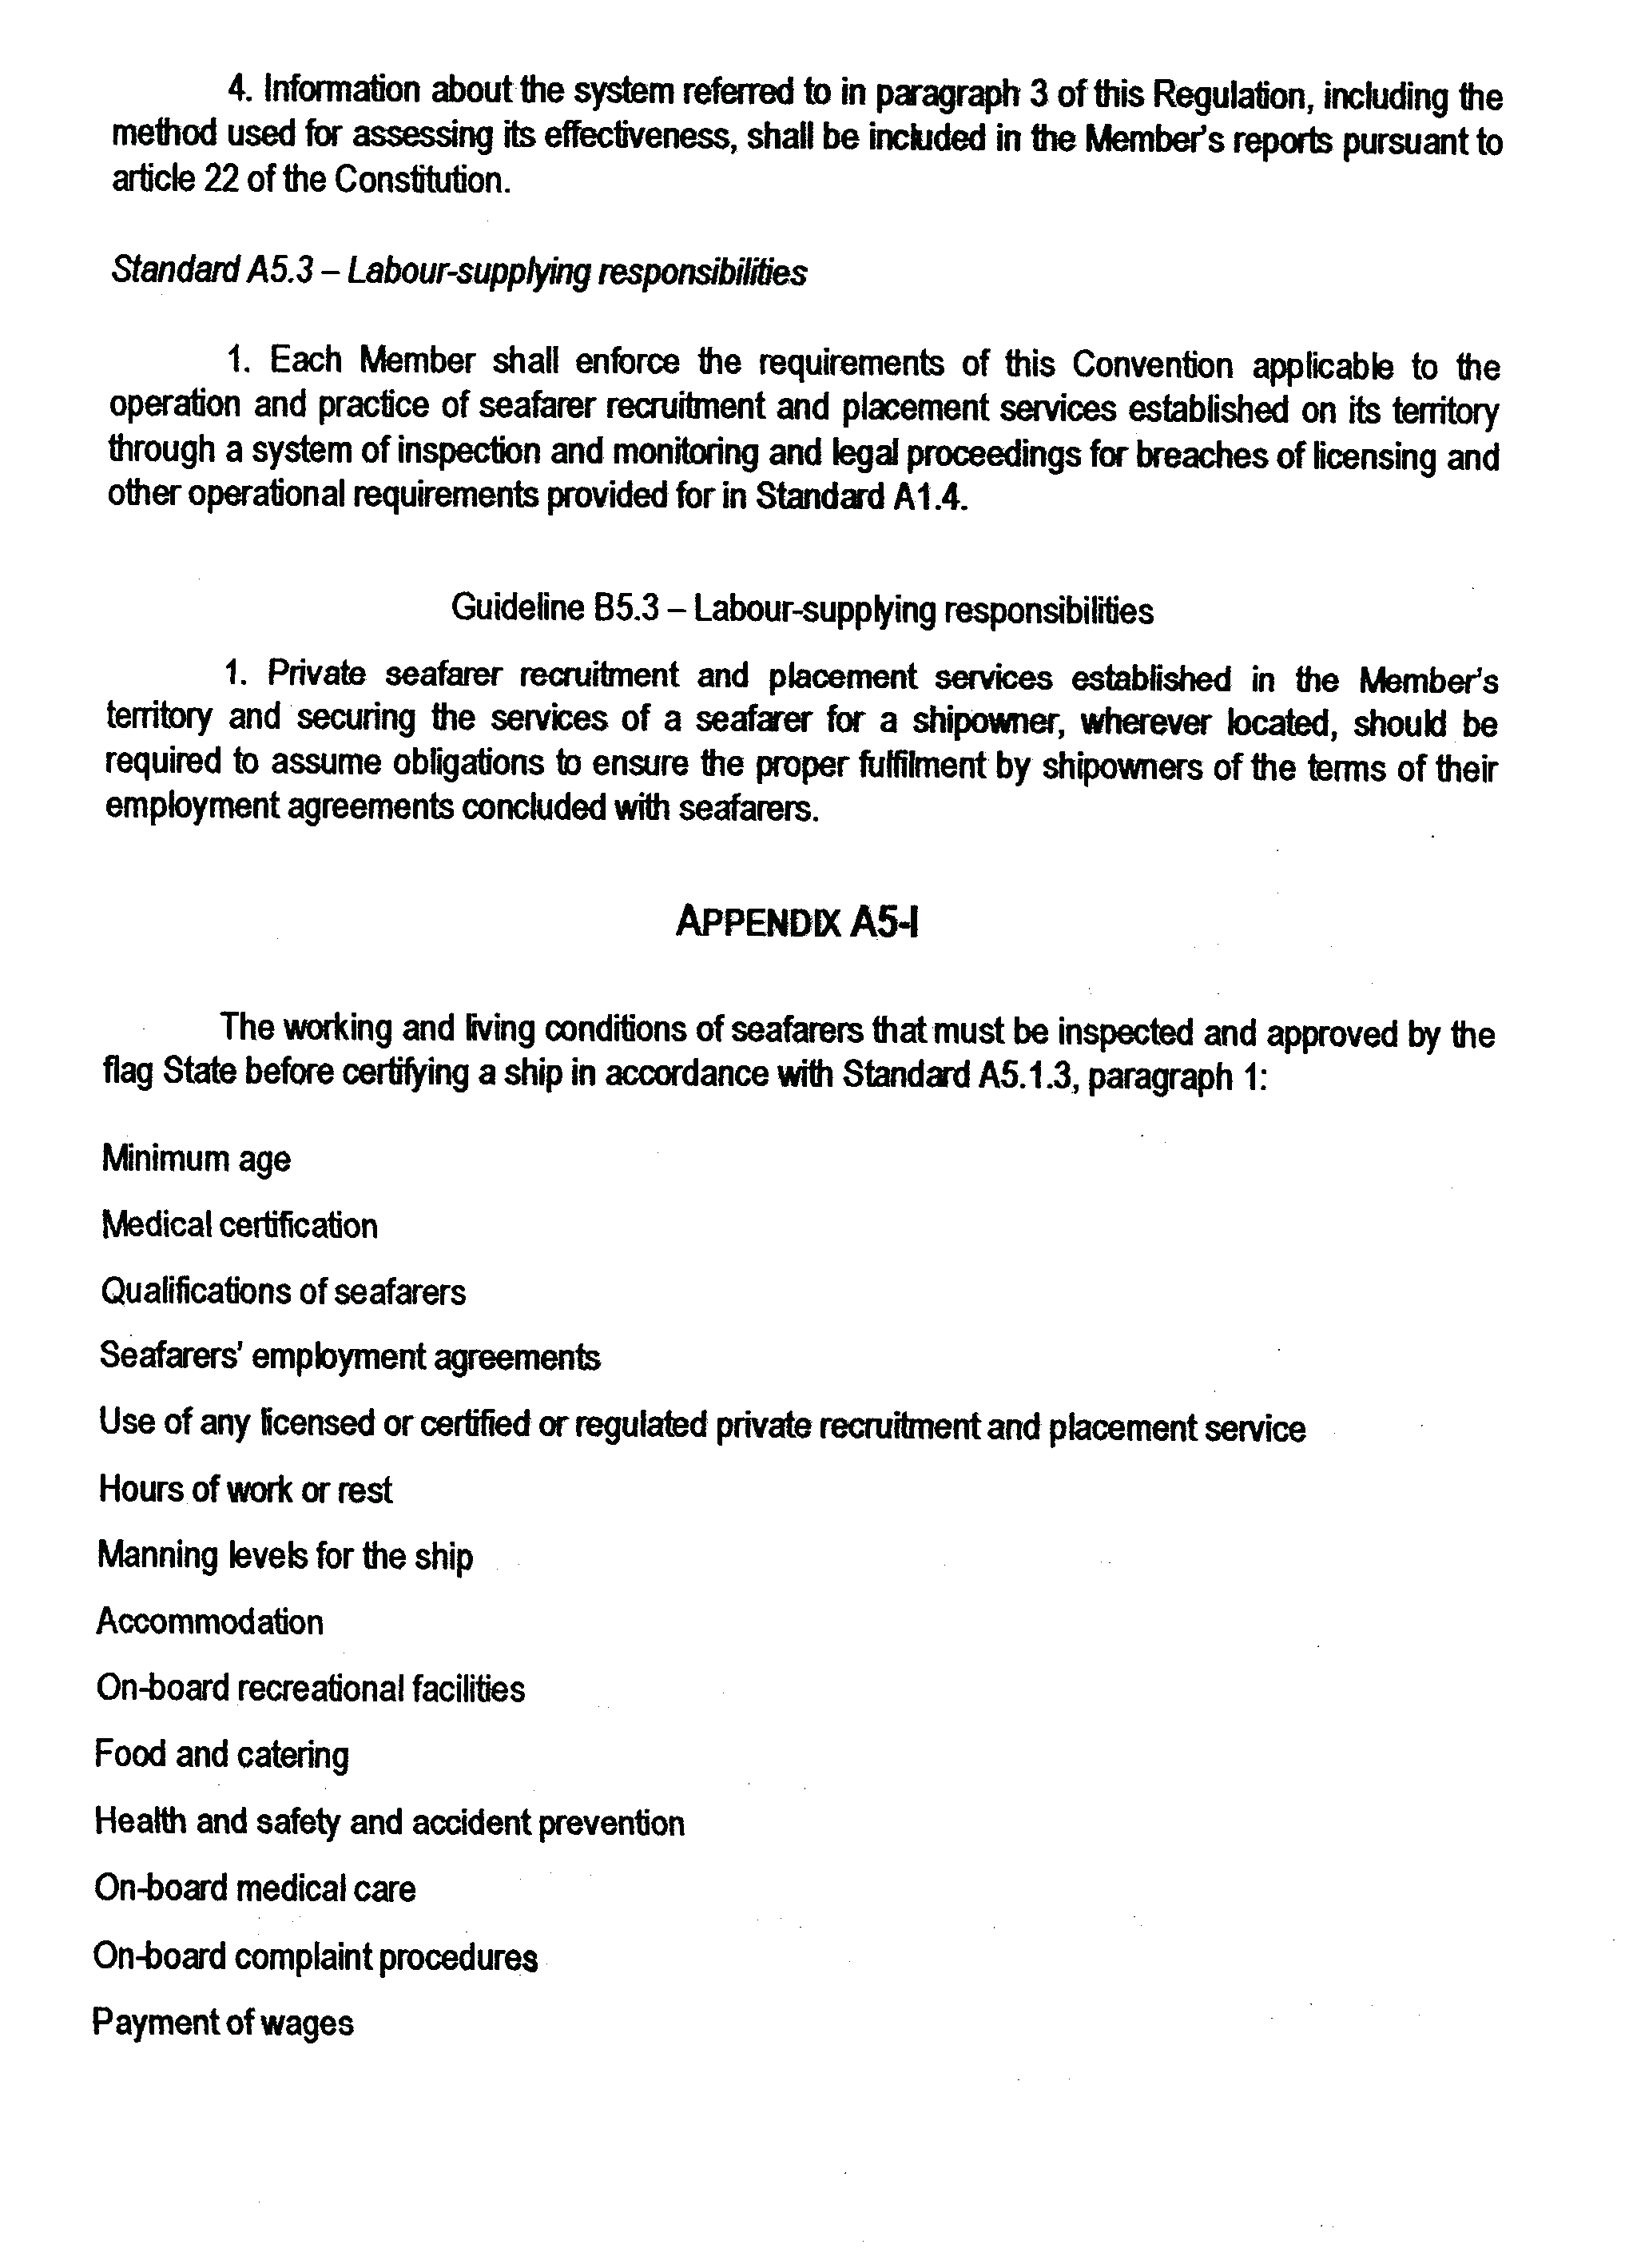 4. Information about the system referred to in paragraph 3 of this Regulation, including the
method used for assessing its effectiveness, shall be included in the Member's reports pursuant to
article 22 of the Constitution.
Standard A5.3 – Labour-supplying responsibilities
1. Each Member shall enforce the requirements of this Convention applicable to the
operation and practice of seafarer recruitment and placement services established on its territory
through a system of inspection and monitoring and legal proceedings for breaches of licensing and
other operational requirements provided for in Standard A1.4.
Guideline B5.3 – Labour-supplying responsibilities
1. Private seafarer recruitment and placement services established in the Member's
territory and securing the services of a seafarer for a shipowner, wherever located, should be
required to assume obligations to ensure the proper fulfilment by shipowners of the terms of their
employment agreements concluded with seafarers.
APPENDIX A5-I
The working and living conditions of seafarers that must be inspected and approved by the
flag State before certifying a ship in accordance with Standard A5.1.3, paragraph 1:
Minimum age
Medical certification
Qualifications of seafarers
Seafarers' employment agreements
Use of any licensed or certified or regulated private recruitment and placement service
Hours of work or rest
Manning levels for the ship
Accommodation
On-board recreational facilities
Food and catering
Health and safety and accident prevention
On-board medical care
On-board complaint procedures
Payment of wages